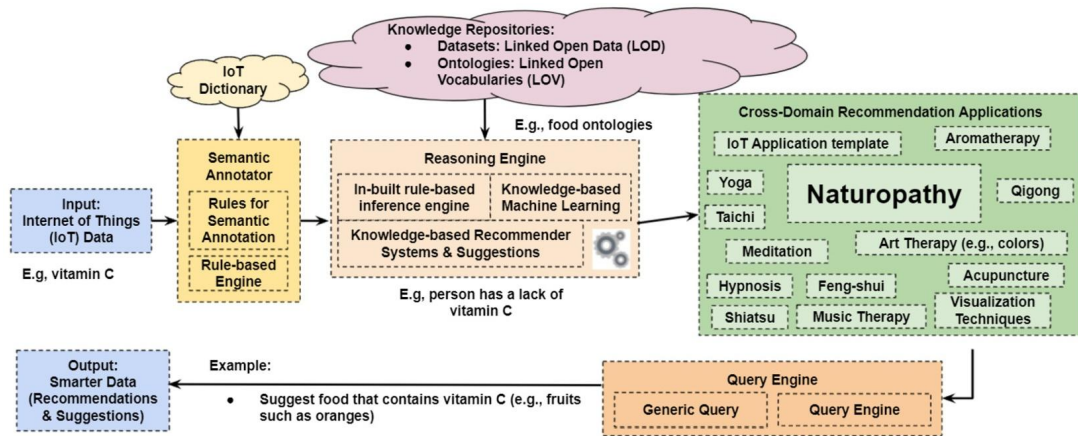 Knowledge Repositories:
● Datasets: Linked Open Data (LOD)
● Ontologies: Linked Open
Vocabularies (LOV)
IoT
Dictionary
E.g., food ontologies
Input:
Internet of Things
(IoT) Data
E.g, vitamin C
Semantic
Annotator
Rules for
Semantic
Annotation
Rule-based
Engine
Reasoning Engine
In-built rule-based
inference engine
Knowledge-based
Machine Learning
Knowledge-based Recommender
Systems & Suggestions
E.g, person has a lack of
vitamin C
Cross-Domain Recommendation Applications
IoT Application template
Aromatherapy
Yoga
Naturopathy
Qigong
Taichi
Meditation
Art Therapy (e.g., colors)
Hypnosis
Feng-shui
Acupuncture
Shiatsu
Music Therapy
Visualization
Techniques
Query Engine
Generic Query
Query Engine
Example:
● Suggest food that contains vitamin C (e.g., fruits
such as oranges)
Output:
Smarter Data
(Recommendations
& Suggestions)